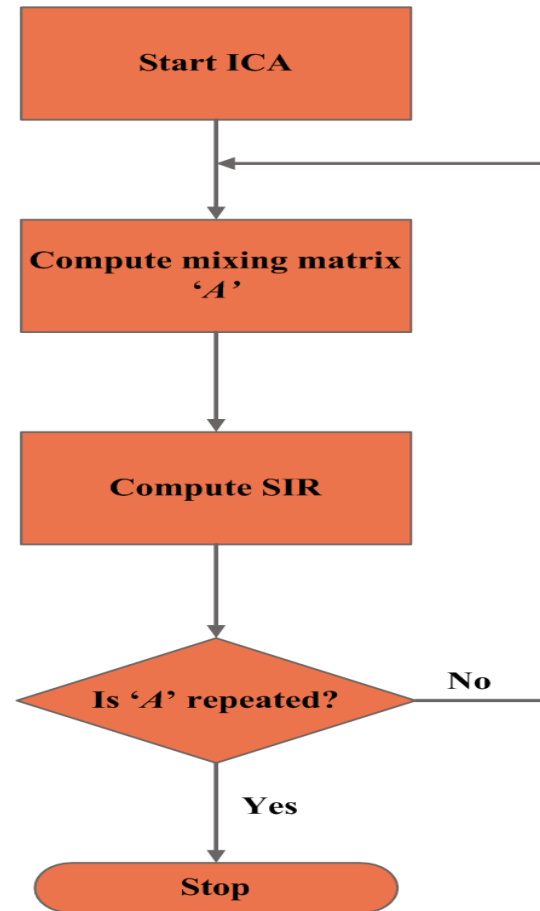 Start ICA
Compute mixing matrix
‘A’
Compute SIR
Is ‘A’ repeated?
No
Yes
Stop